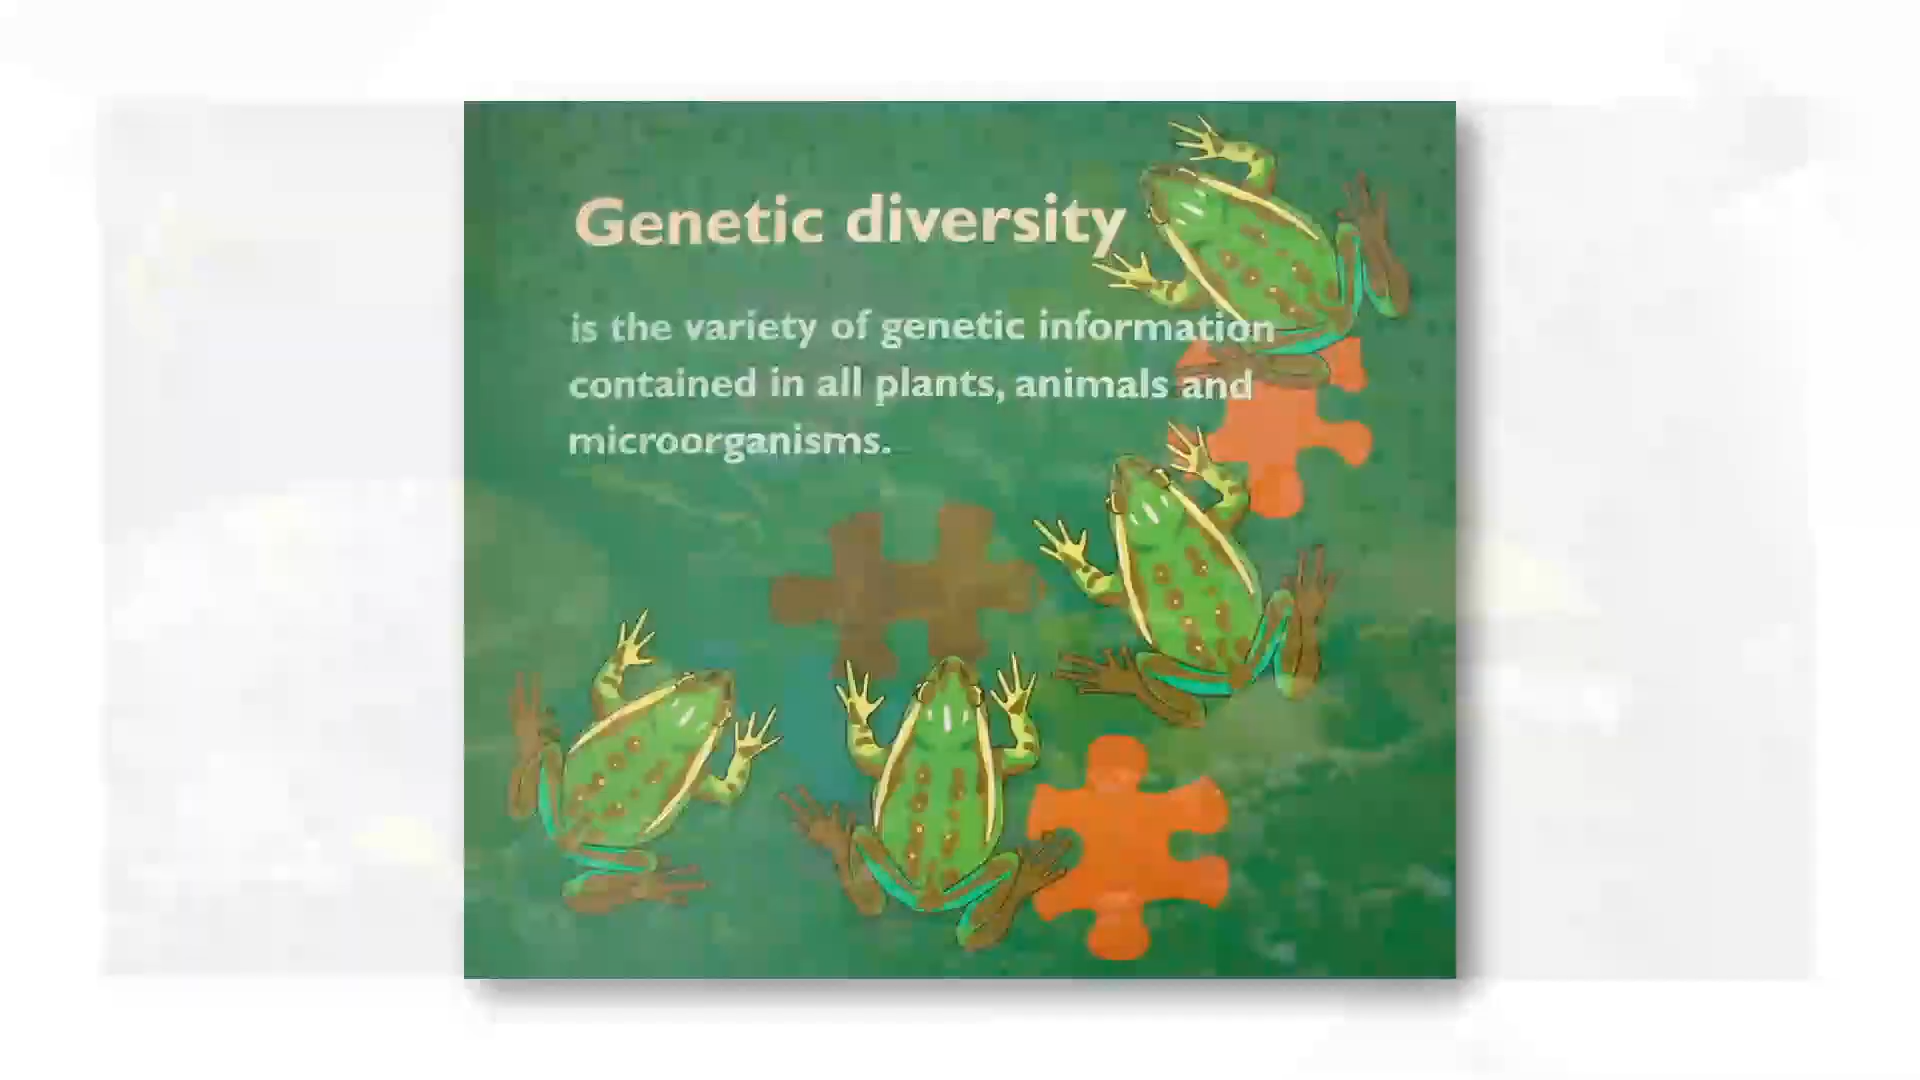 Genetic diversity
is the variety of genetic information
contained in all plants, animals and
microorganisms.